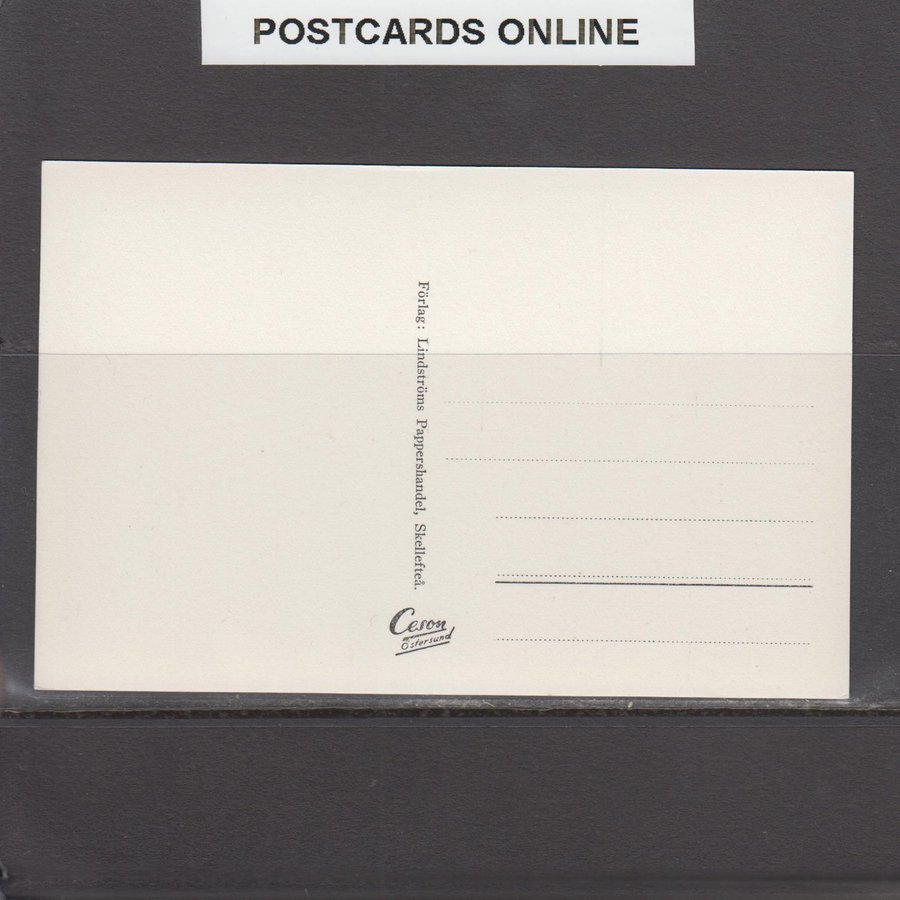 POSTCARDS ONLINE
Förlag: Lindströms Pappershandel, Skellefteå.
Ceson
Östersund